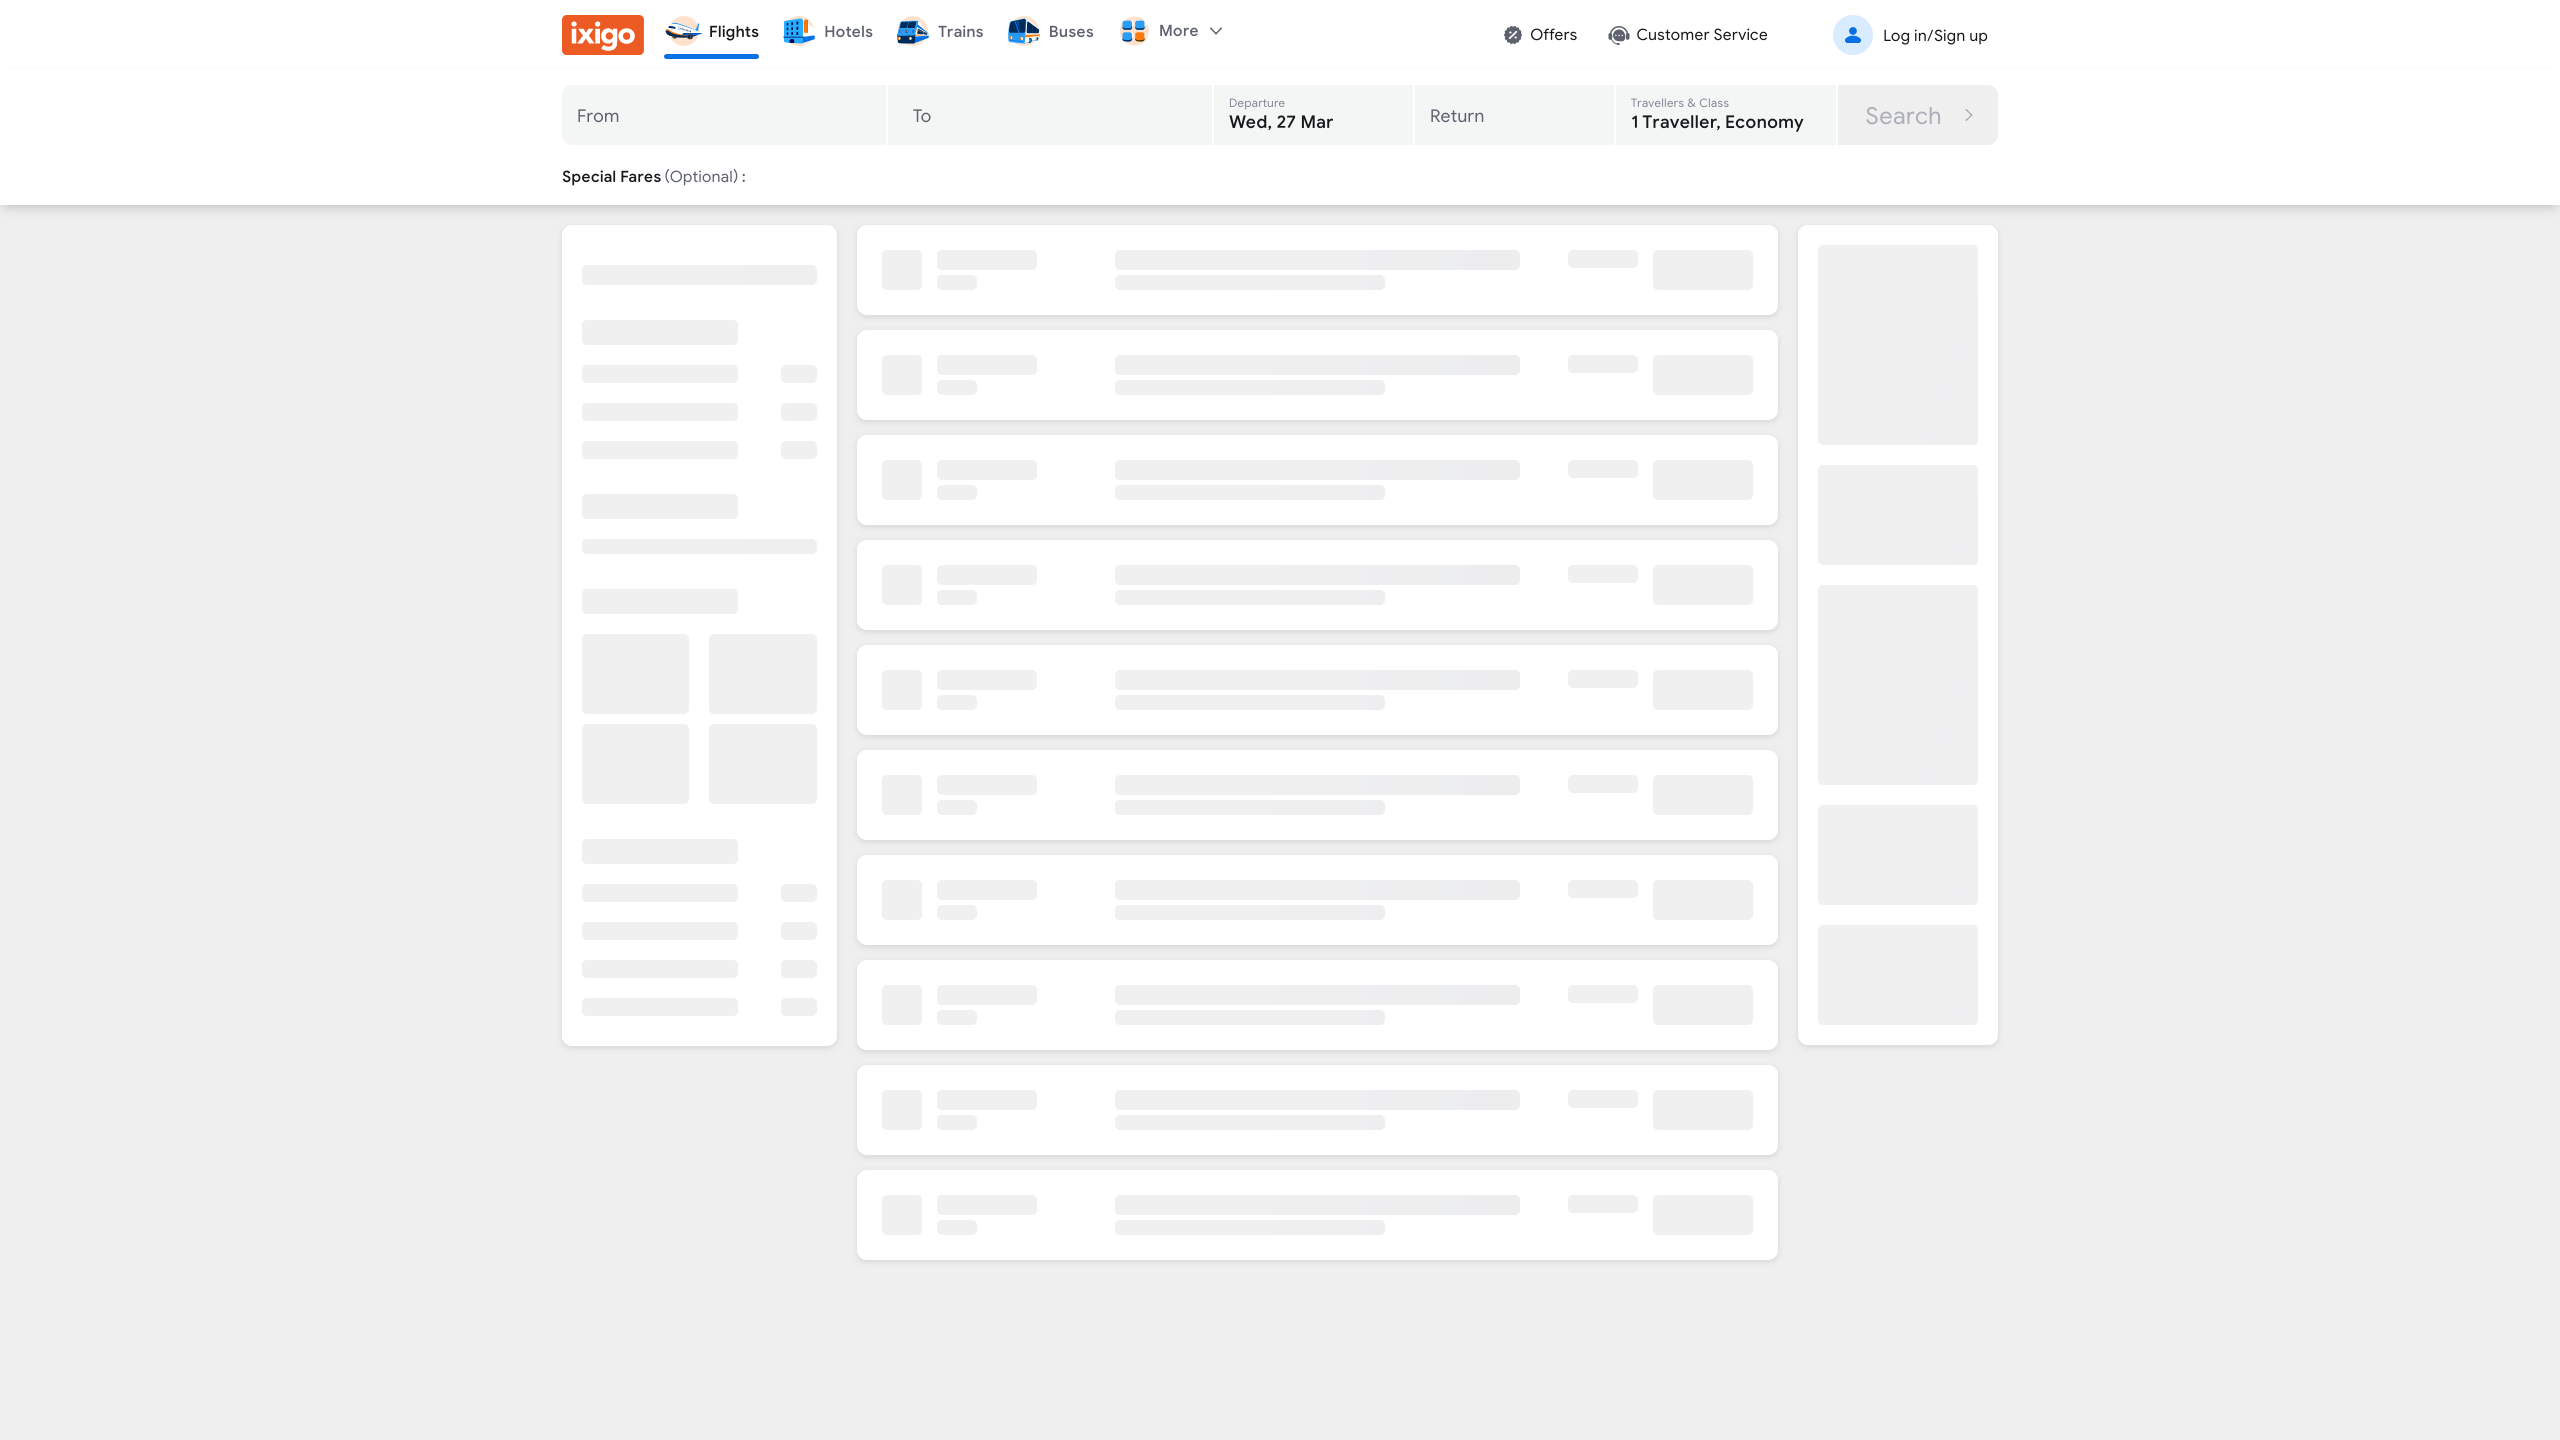 ixigo
Flights
Hotels
Trains
Buses
More
Offers
Customer Service
Log in/Sign up
From
To
Departure
Wed, 27 Mar
Return
Travellers & Class
1 Traveller, Economy
Search
Special Fares (Optional) :